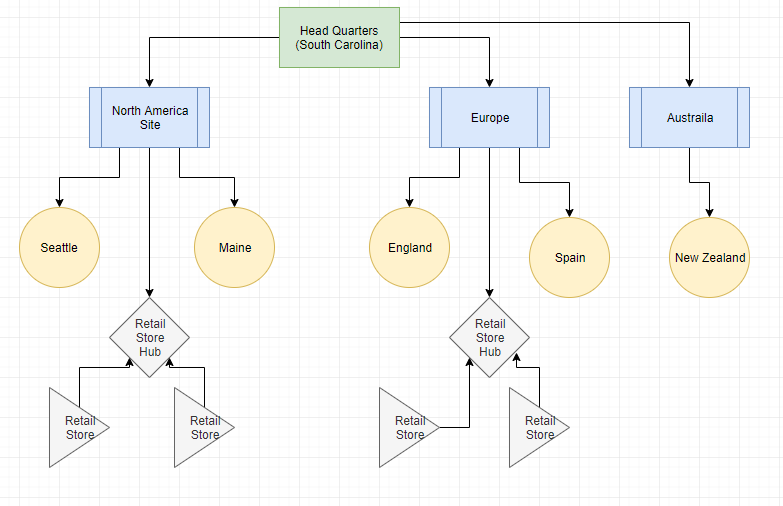 Head Quarters
(South Carolina)
North America
Site
Europe
Austraila
Seattle
Maine
England
Spain
New Zealand
Retail
Store
Hub
Retail
Store
Hub
Retail
Store
Retail
Store
Retail
Store
Retail
Store